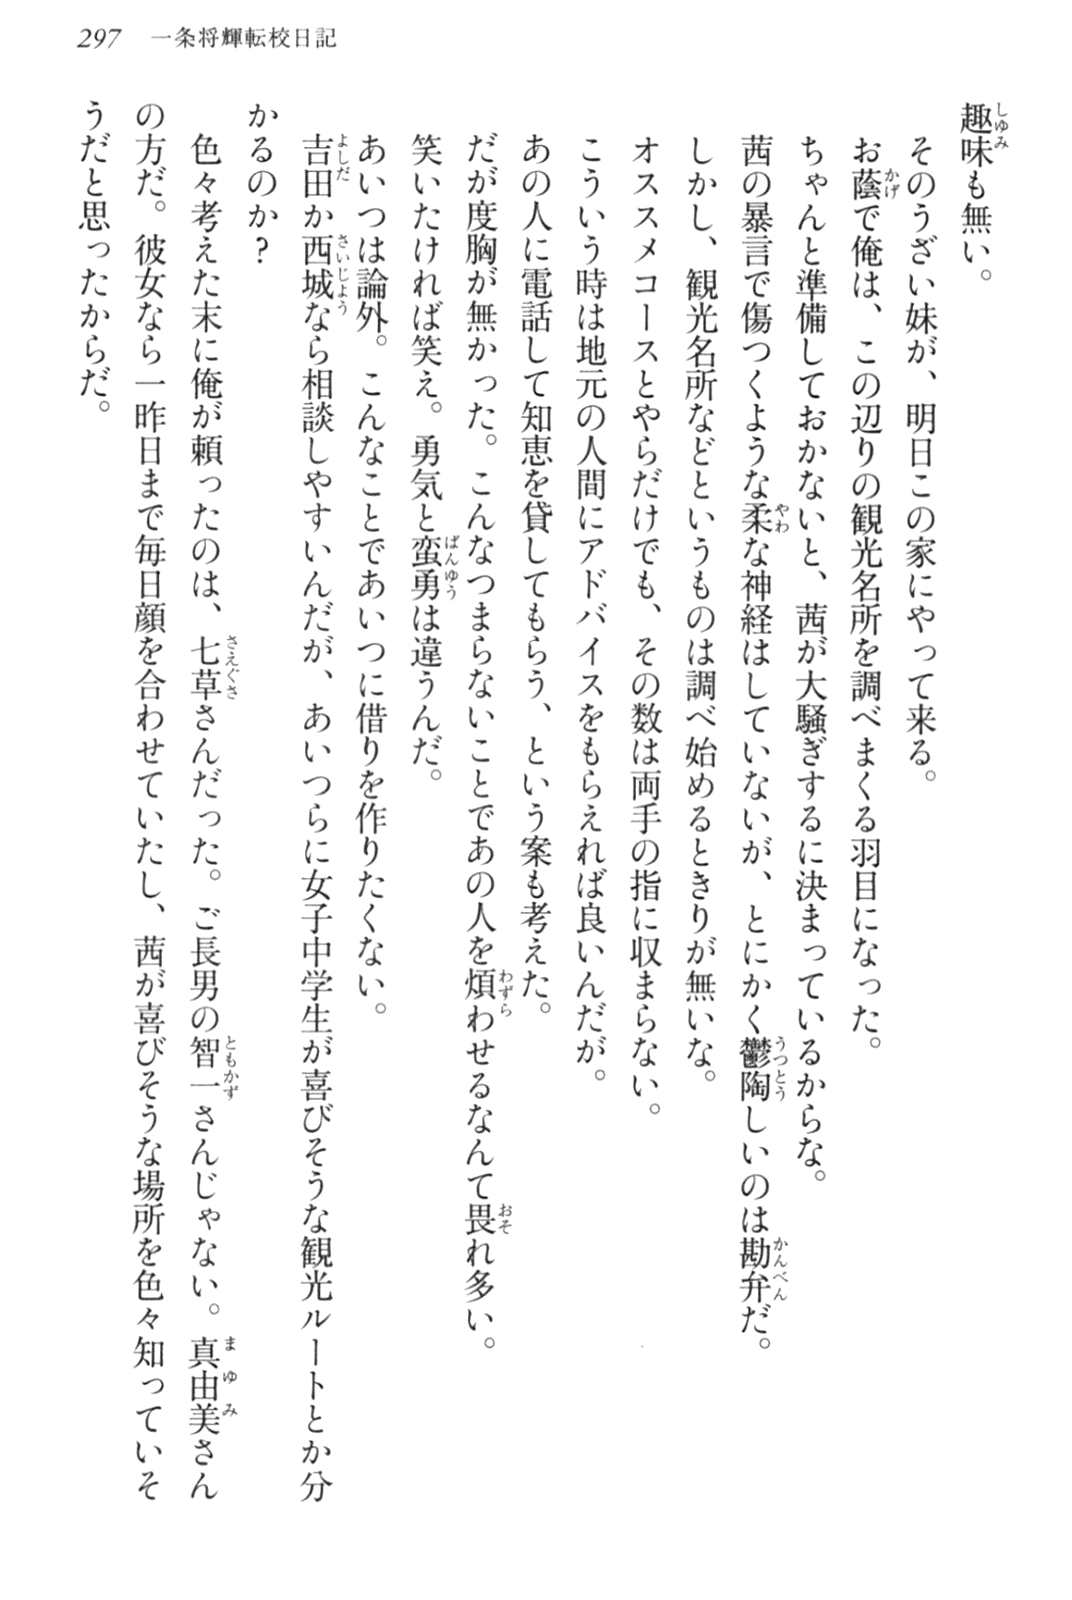 297 一条将輝転校日記
趣味も無い。
そのうざい妹が、明日この家にやって来る。
お蔭で俺は、この辺りの観光名所を調べまくる羽目になった。
ちゃんと準備しておかないと、茜が大騒ぎするに決まっているからな。
茜の暴言で傷つくような柔な神経はしていないが、とにかく鬱陶しいのは勘弁だ。
しかし、観光名所などというものは調べ始めるときりが無いな。
オススメコースとやらだけでも、その数は両手の指に収まらない。
こういう時は地元の人間にアドバイスをもらえれば良いんだが。
あの人に電話して知恵を貸してもらう、という案も考えた。
だが度胸が無かった。こんなつまらないことであの人を煩わせるなんて畏れ多い。
笑いたければ笑え。勇気と蛮勇は違うんだ。
あいつは論外。こんなことであいつに借りを作りたくない。
吉田か西城なら相談しやすいんだが、あいつらに女子中学生が喜びそうな観光ルートとか分
かるのか？
色々考えた末に俺が頼ったのは、七草さんだった。ご長男の智一さんじゃない。真由美さん
の方だ。彼女なら一昨日まで毎日顔を合わせていたし、茜が喜びそうな場所を色々知っていそ
うだと思ったからだ。